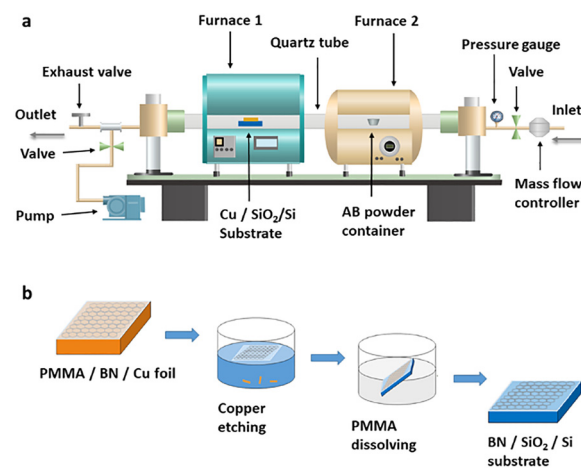 a
Furnace 1
Furnace 2
Quartz tube
Pressure gauge
Exhaust valve
Valve
Outlet
Inlet
Valve
Mass flow
controller
Pump
Cu / SiO₂/Si
Substrate
AB powder
container
b
PMMA / BN / Cu foil
Copper
etching
PMMA
dissolving
BN / SiO₂ / Si
substrate